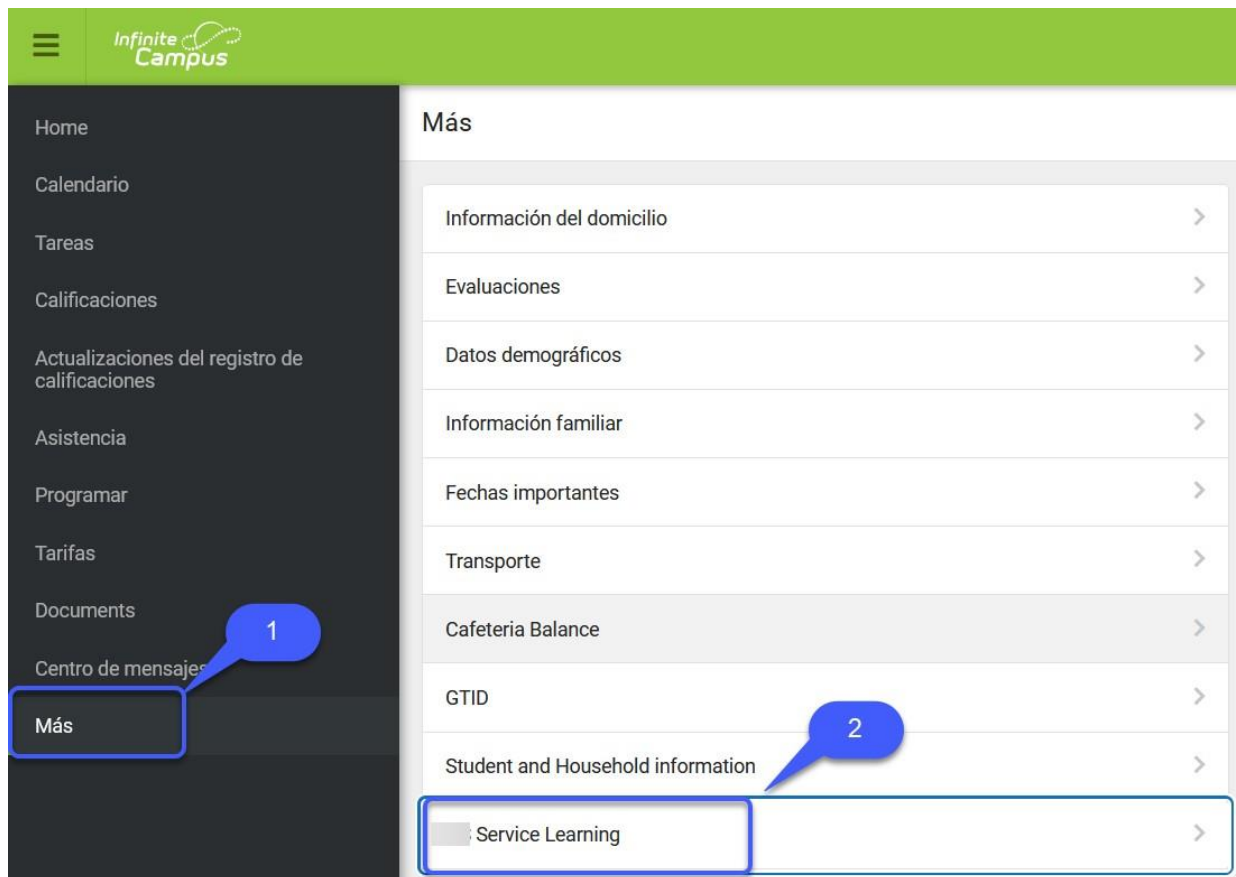 Infinite
Campus
Home
Calendario
Tareas
Calificaciones
Actualizaciones del registro de
calificaciones
Asistencia
Programar
Tarifas
Documents
Centro de mensajes
Más
1
Más
Información del domicilio
Evaluaciones
Datos demográficos
Información familiar
Fechas importantes
Transporte
Cafeteria Balance
GTID
Student and Household information
2
Service Learning